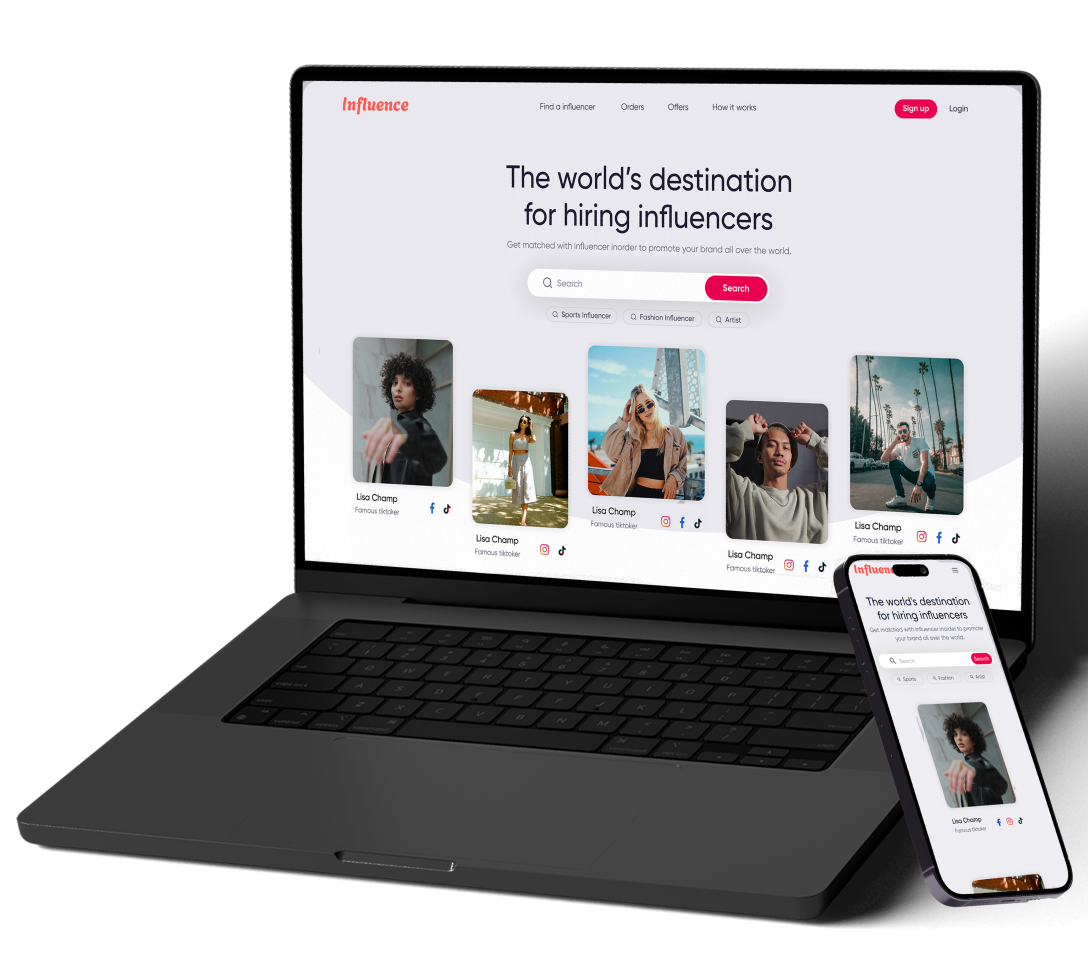 Influence
Find a influencer
Orders
Offers
How it works
Sign up
Login
The world's destination
for hiring influencers
Get matched with influencer inorder to promote your brand all over the world.
Search
Search
Sports Influencer
Fashion Influencer
Artist
Lisa Champ
Famous tiktoker
Lisa Champ
Famous tiktoker
Lisa Champ
Famous tiktoker
Lisa Champ
Famous tiktoker
Lisa Champ
Famous tiktoker
Influen
The world's destination
for hiring influencers
Get matched with influencer inorder to promote
your brand all over the world.
Search
Search
Sports
Fashion
Artist
Lisa Champ
Famous tiktoker